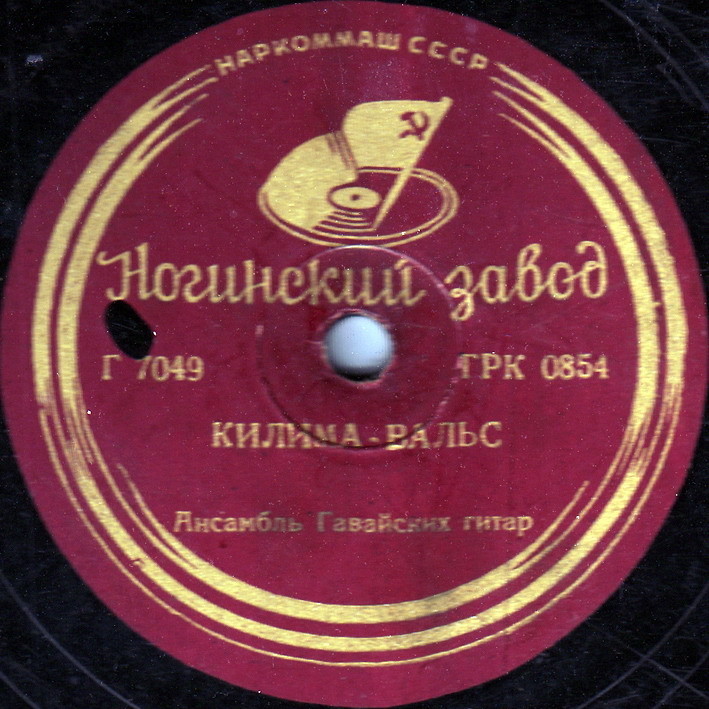 НАРКОММАШ СССР
Ногинский завод
Г 7049 ГРК 0854
КИЛИМА - ВАЛЬС
Ансамбль Гавайских гитар